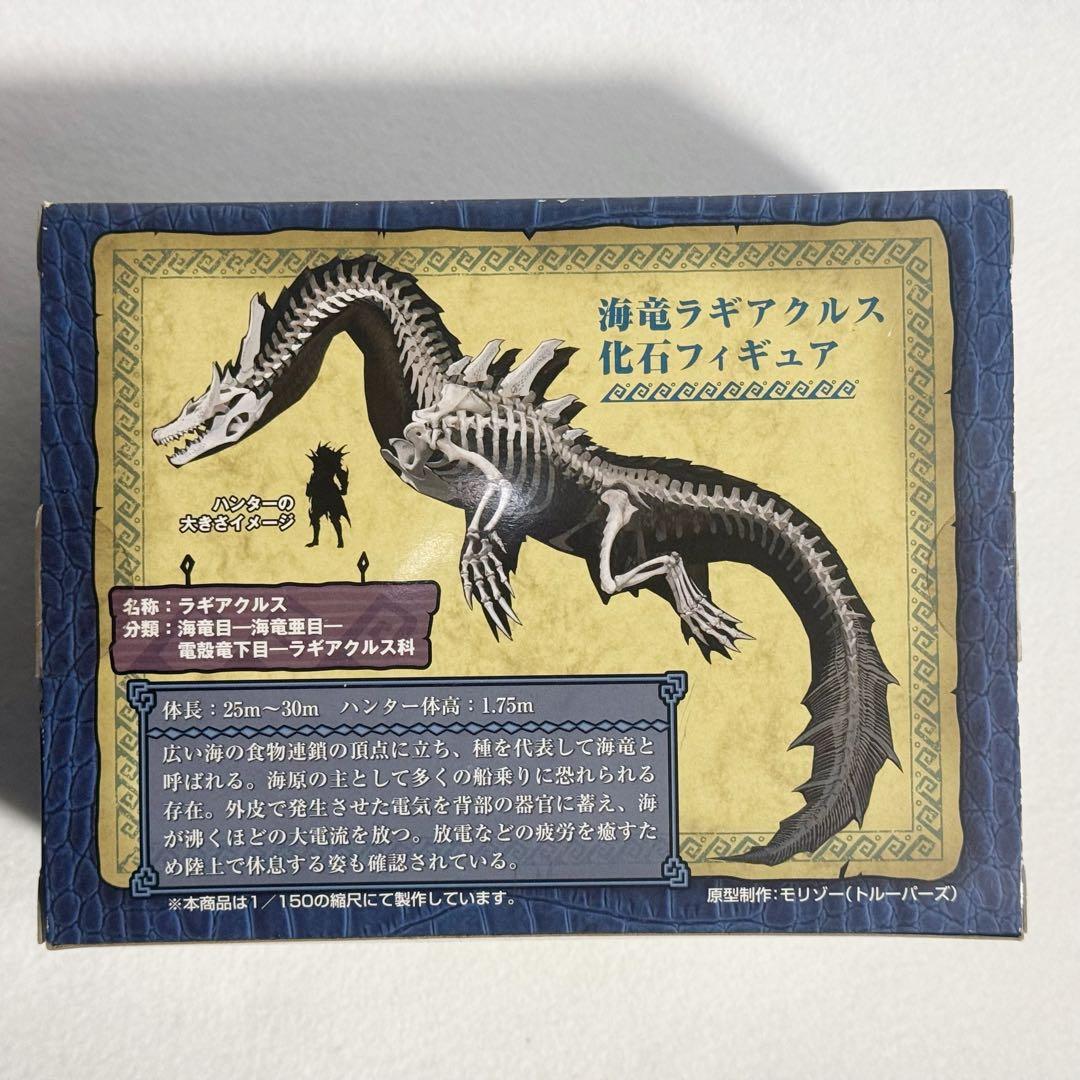 海竜ラギアクルス
化石フィギュア
ハンターの
大きさイメージ
名称：ラギアクルス
分類：海竜目―海竜亜目―
電殻竜下目―ラギアクルス科
体長：25m～30m　ハンター体高：1.75m
広い海の食物連鎖の頂点に立ち、種を代表して海竜と
呼ばれる。海原の主として多くの船乗りに恐れられる
存在。外皮で発生させた電気を背部の器官に蓄え、海
が沸くほどの大電流を放つ。放電などの疲労を癒すた
め陸上で休息する姿も確認されている。
※本商品は1／150の縮尺にて製作しています。
原型制作：モリゾー（トルーパーズ）